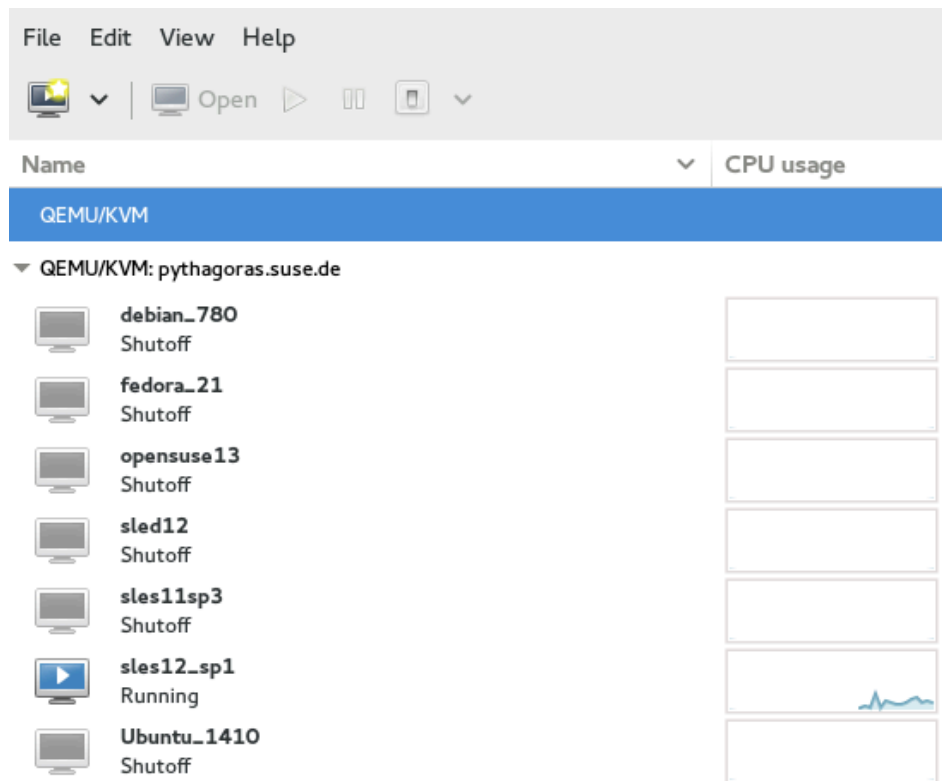 File Edit View Help
Open
Name CPU usage
QEMU/KVM
QEMU/KVM: pythagoras.suse.de
debian_780
Shutoff
fedora_21
Shutoff
opensuse13
Shutoff
sled12
Shutoff
sles11sp3
Shutoff
sles12_sp1
Running
Ubuntu_1410
Shutoff